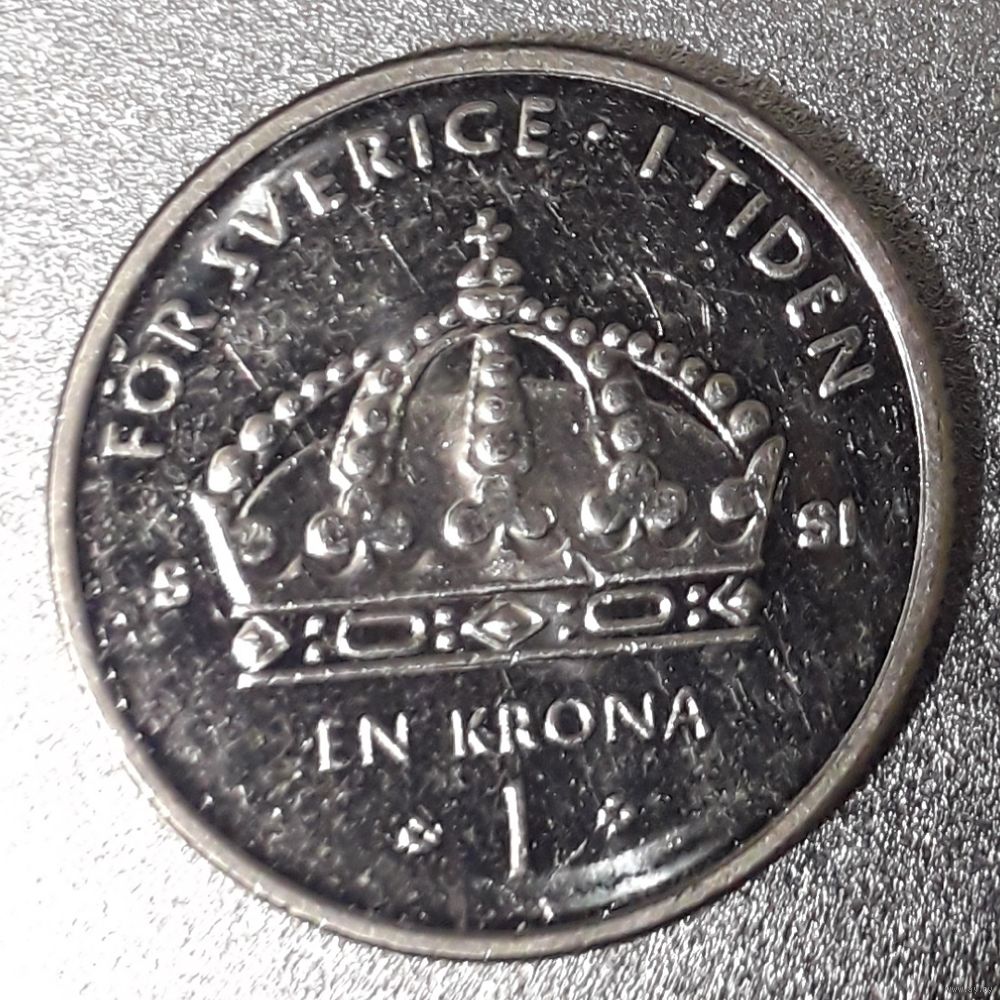 FÖR SVERIGE · I TIDEN
S SI
EN KRONA
1